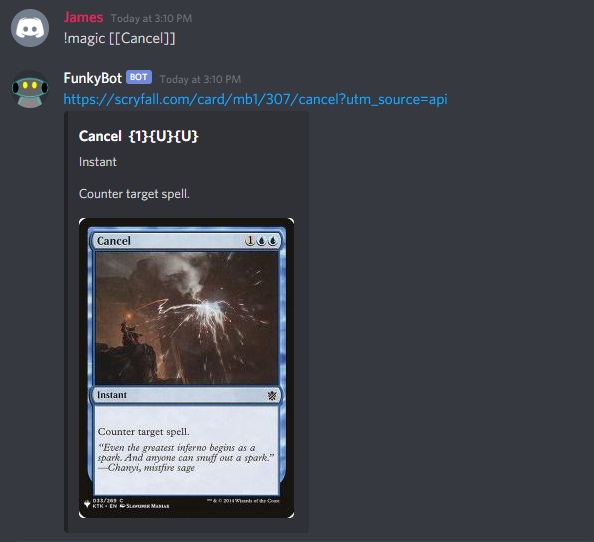 James Today at 3:10 PM
!magic [[Cancel]]
FunkyBot BOT Today at 3:10 PM
https://scryfall.com/card/mb1/307/cancel?utm_source=api
Cancel {1}{U}{U}
Instant
Counter target spell.
Cancel 1
Instant
Counter target spell.
“Even the greatest inferno begins as a
spark. And anyone can snuff out a spark.”
—Chanyi, mistfire sage
033/269 C
KTK • EN Slawomir Maniak
™ & © 2014 Wizards of the Coast